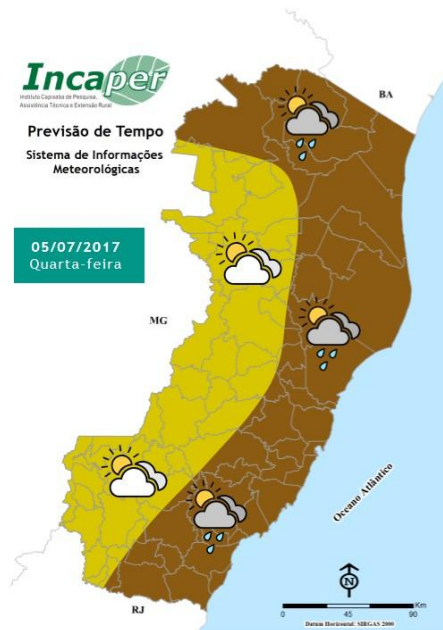 Incaper
Instituto Capixaba de Pesquisa,
Assistência Técnica e Extensão Rural
Previsão de Tempo
Sistema de Informações
Meteorológicas
05/07/2017
Quarta-feira
BA
MG
Oceano Atlântico
RJ
N
Km
0 45 90
Datum Horizontal: SIRGAS 2000